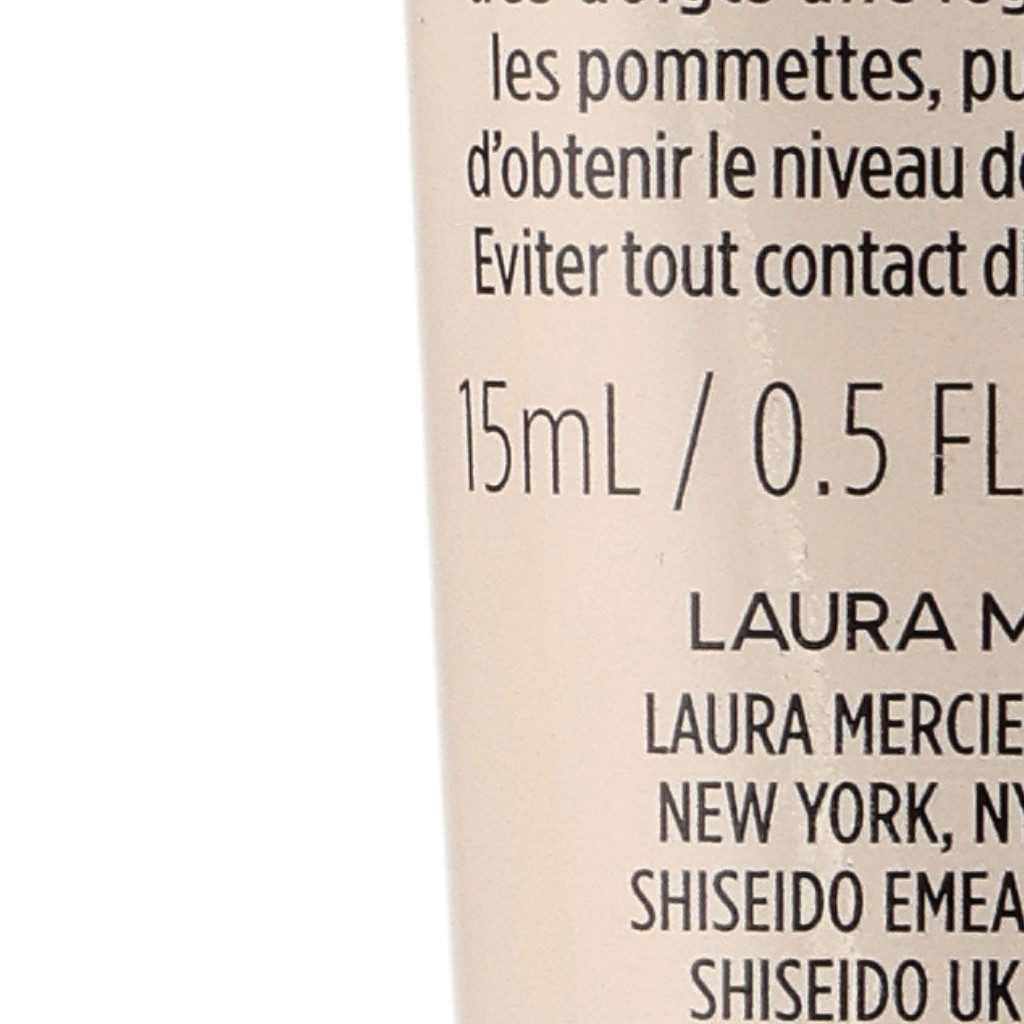 les pommettes,
d'obtenir le niveau
Eviter tout contact
15mL / 0.5 FL
LAURA
LAURA MERCIE
NEW YORK, NY
SHISEIDO EMEA
SHISEIDO UK